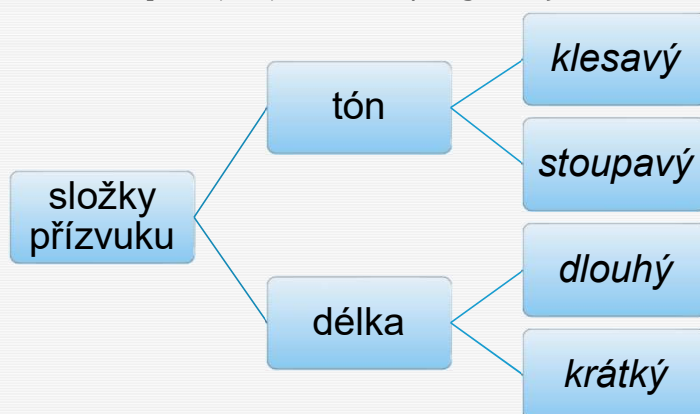 složky
přízvuku
tón
klesavý
stoupavý
délka
dlouhý
krátký